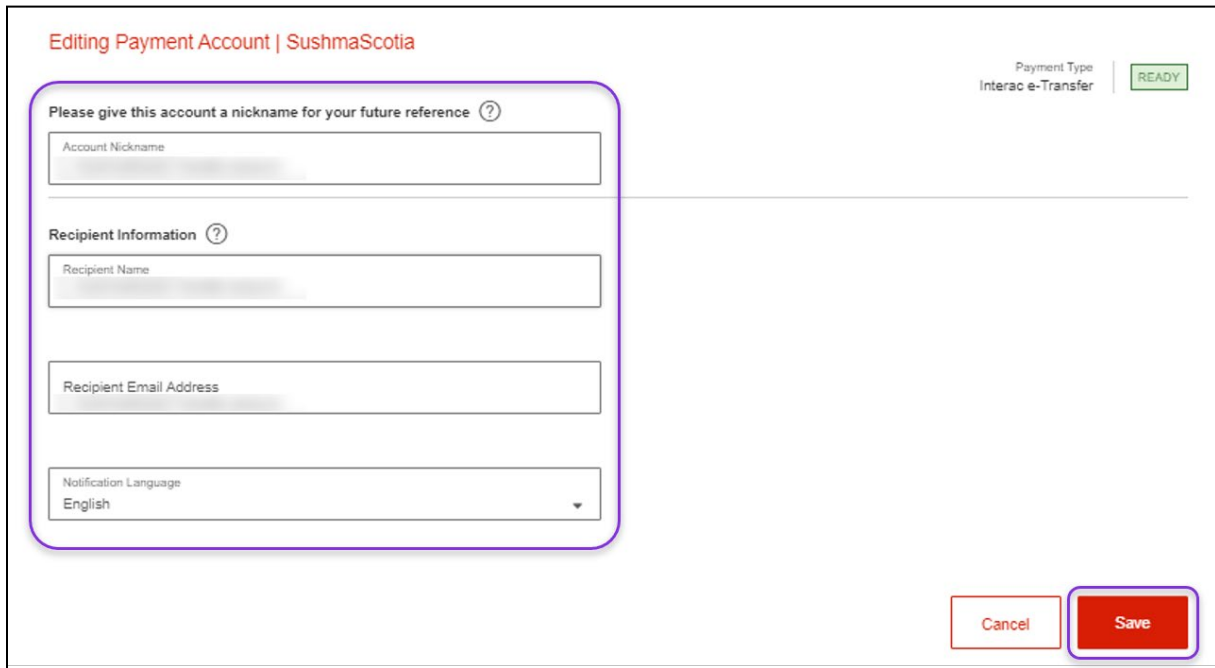 Editing Payment Account | SushmaScotia
Payment Type
Interac e-Transfer
READY
Please give this account a nickname for your future reference ?
Account Nickname
Recipient Information ?
Recipient Name
Recipient Email Address
Notification Language
English
Cancel
Save